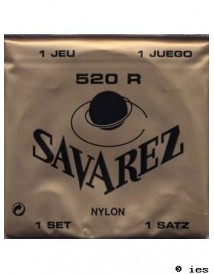 1 JEU 1 JUEGO
520 R
SAVAREZ
NYLON
1 SET 1 SATZ
© ies